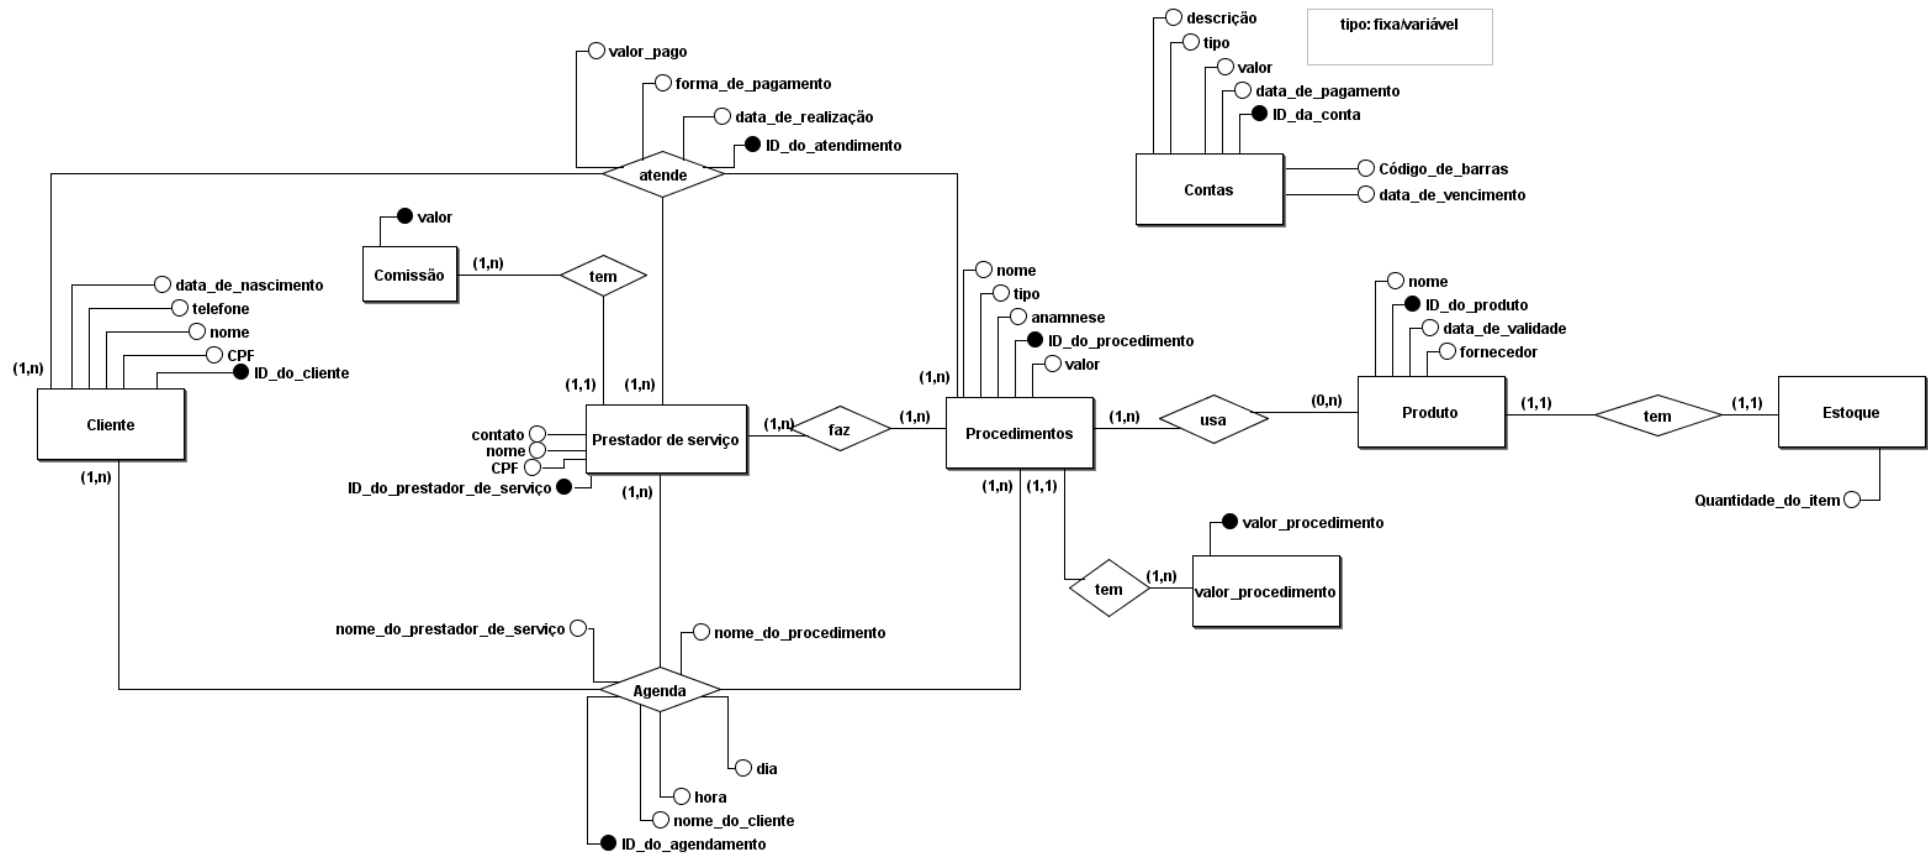 descrição
tipo
valor
data_de_pagamento
ID_da_conta
tipo: fixa/variável
Contas
Código_de_barras
data_de_vencimento
valor_pago
forma_de_pagamento
data_de_realização
ID_do_atendimento
atende
valor
Comissão
(1,n)
tem
data_de_nascimento
telefone
nome
CPF
ID_do_cliente
(1,n)
Cliente
(1,n)
(1,1)
(1,n)
contato
nome
CPF
ID_do_prestador_de_serviço
Prestador de serviço
(1,n)
(1,n)
faz
(1,n)
nome
tipo
anamnese
ID_do_procedimento
valor
(1,n)
Procedimentos
(1,n)
(1,1)
(1,n)
usa
(0,n)
nome
ID_do_produto
data_de_validade
fornecedor
Produto
(1,1)
tem
(1,1)
Estoque
Quantidade_do_item
valor_procedimento
tem
(1,n)
valor_procedimento
nome_do_prestador_de_serviço
nome_do_procedimento
Agenda
dia
hora
nome_do_cliente
ID_do_agendamento